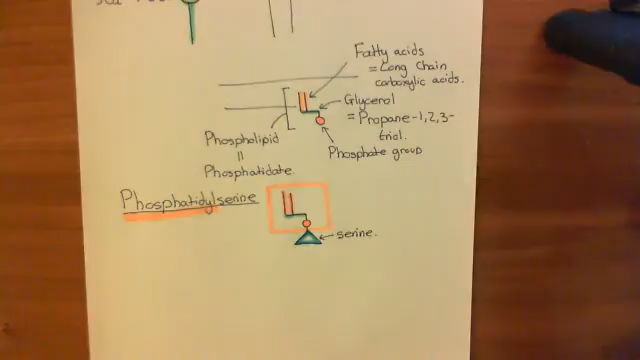 Fatty acids
= Long Chain
carboxylic acids.
Glycerol
= Propane-1,2,3-
triol.
Phosphate group
Phospholipid
=
Phosphatidate.
Phosphatidylserine
serine.